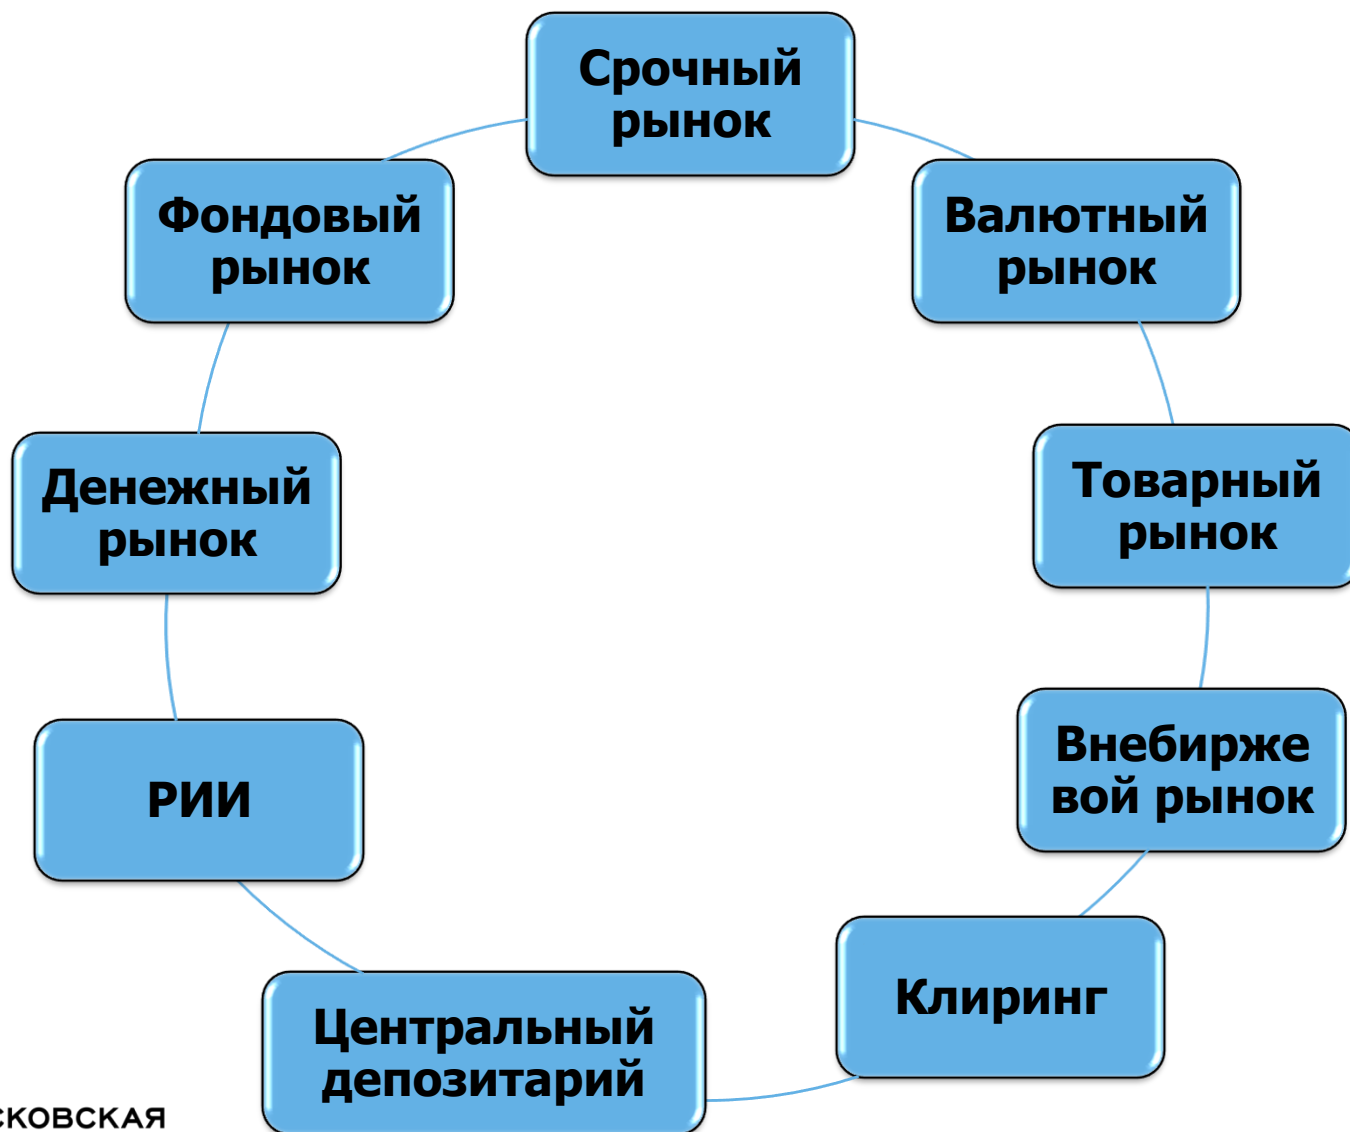 Срочный
рынок
Фондовый
рынок
Валютный
рынок
Денежный
рынок
Товарный
рынок
РИИ
Внебирже
вой рынок
Клиринг
Центральный
депозитарий
СКОВСКАЯ